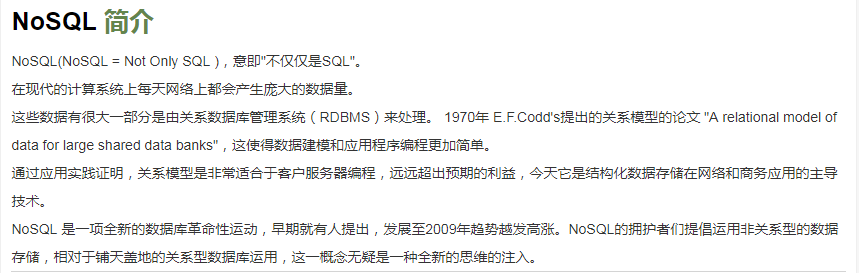 NoSQL 简介
NoSQL(NoSQL = Not Only SQL )，意即"不仅仅是SQL"。
在现代的计算系统上每天网络上都会产生庞大的数据量。
这些数据有很大一部分是由关系数据库管理系统（RDBMS）来处理。 1970年 E.F.Codd's提出的关系模型的论文 "A relational model of
data for large shared data banks"，这使得数据建模和应用程序编程更加简单。
通过应用实践证明，关系模型是非常适合于客户服务器编程，远远超出预期的利益，今天它是结构化数据存储在网络和商务应用的主导
技术。
NoSQL 是一项全新的数据库革命性运动，早期就有人提出，发展至2009年趋势越发高涨。NoSQL的拥护者们提倡运用非关系型的数据
存储，相对于铺天盖地的关系型数据库运用，这一概念无疑是一种全新的思维的注入。